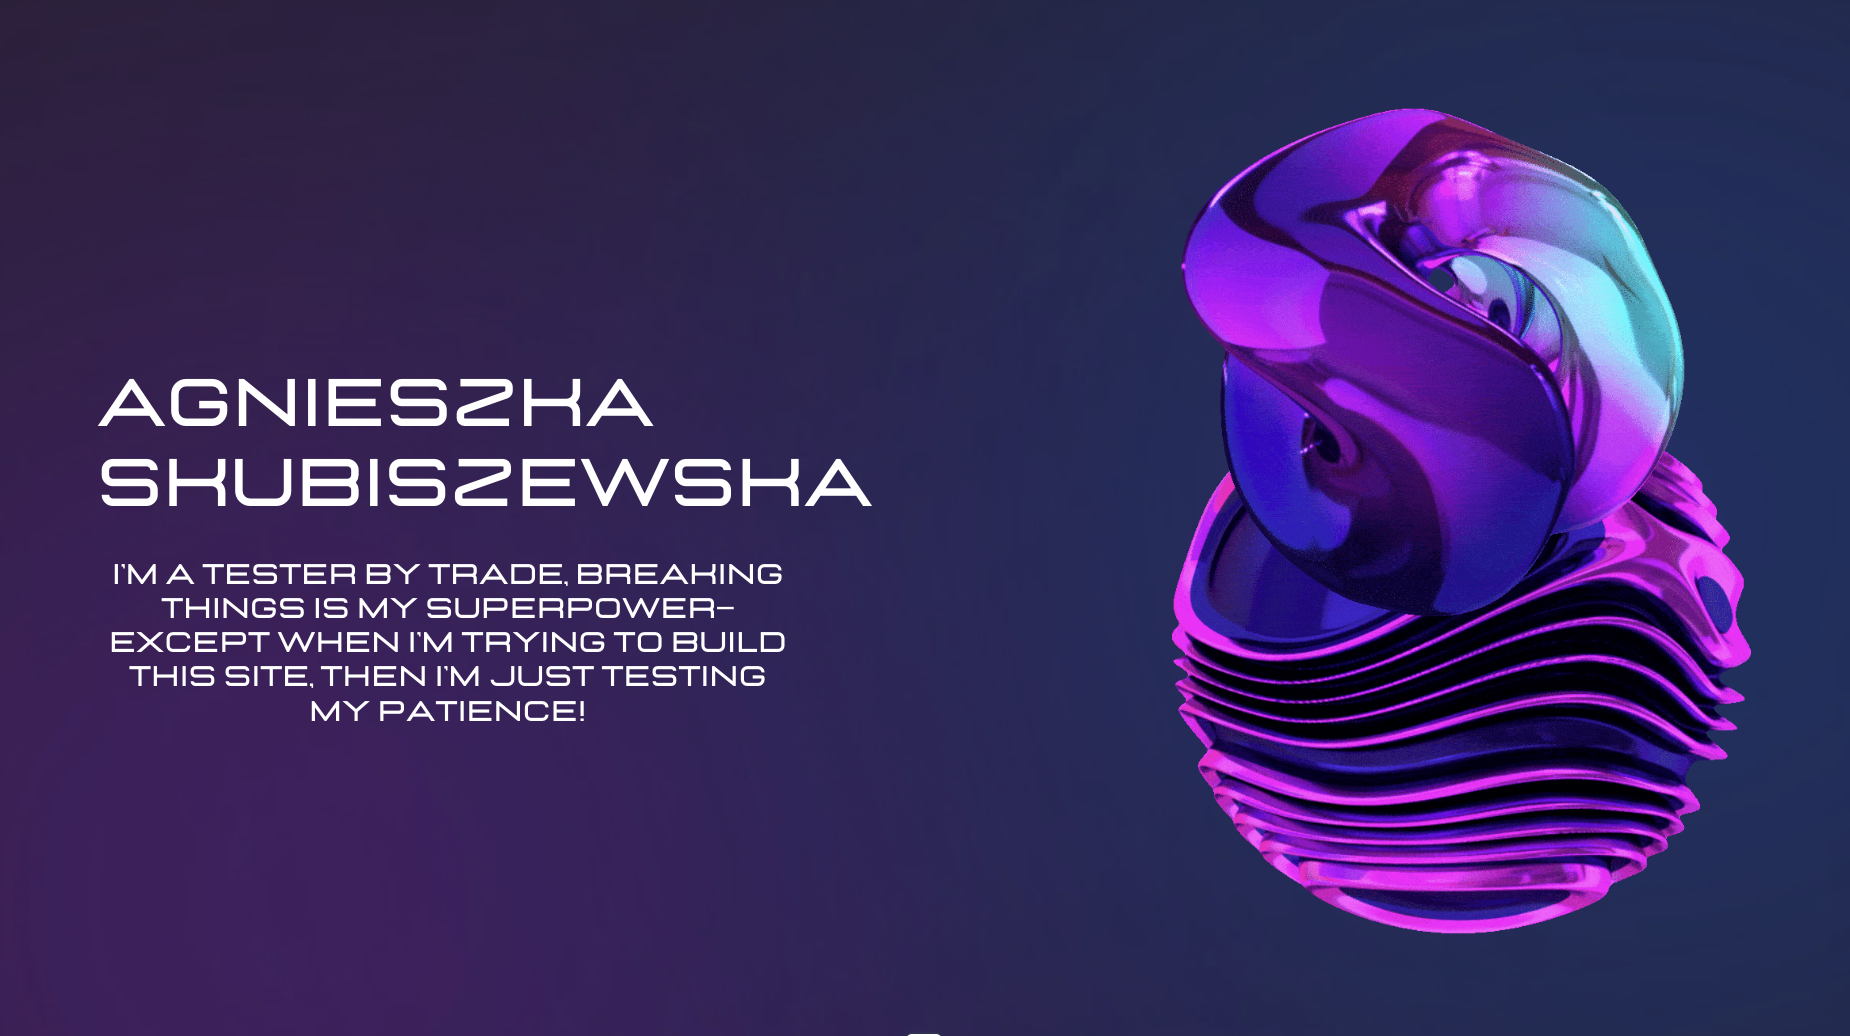 AGNIESZKA
SKUBISZEWSKA
I'M A TESTER BY TRADE, BREAKING
THINGS IS MY SUPERPOWER–
EXCEPT WHEN I'M TRYING TO BUILD
THIS SITE, THEN I'M JUST TESTING
MY PATIENCE!